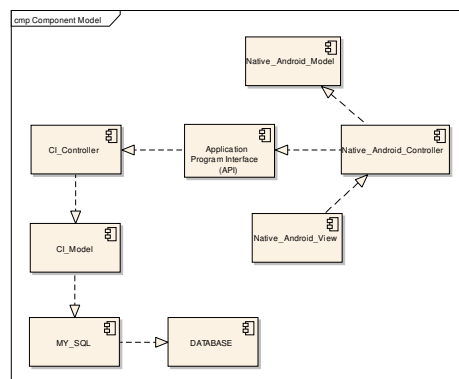 cmp Component Model
Native_Android_Model
CI_Controller
Application
Program Interface
(API)
Native_Android_Controller
CI_Model
Native_Android_View
MY_SQL
DATABASE